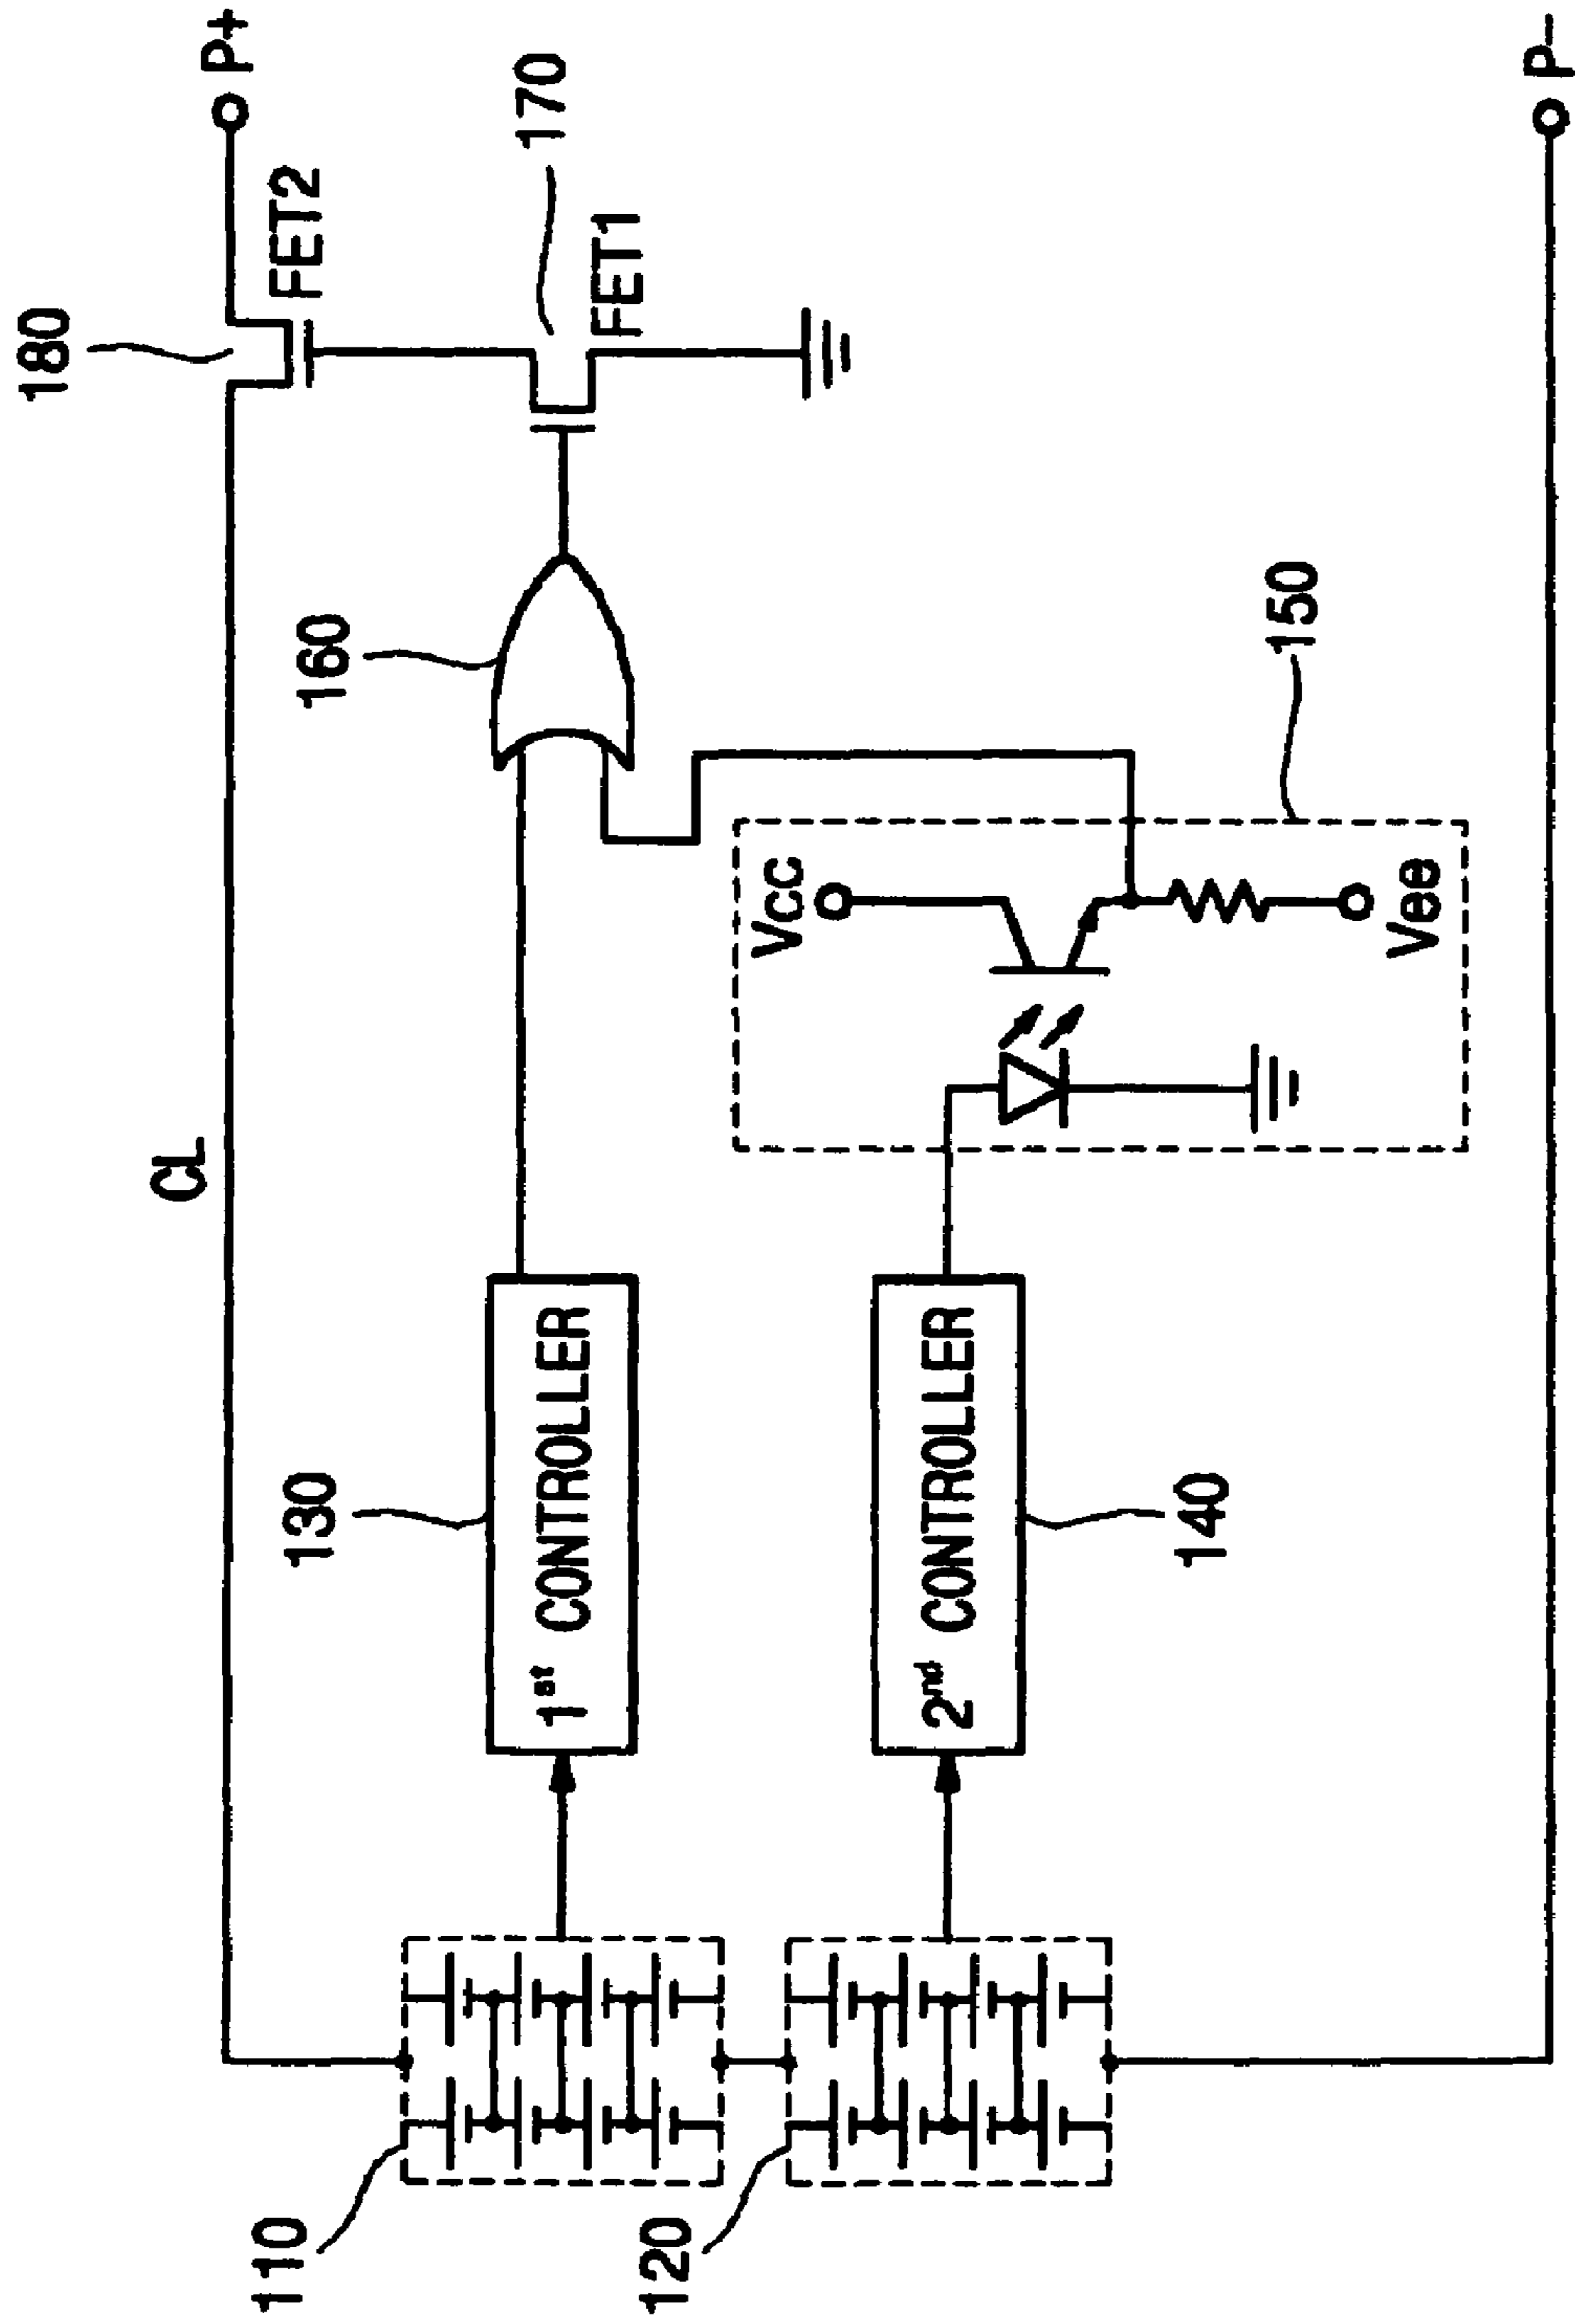 180
CL
P+
FET2
170
160
FET1
130
1st CONTROLLER
110
Vcc
150
2nd CONTROLLER
120
140
Vee
P-